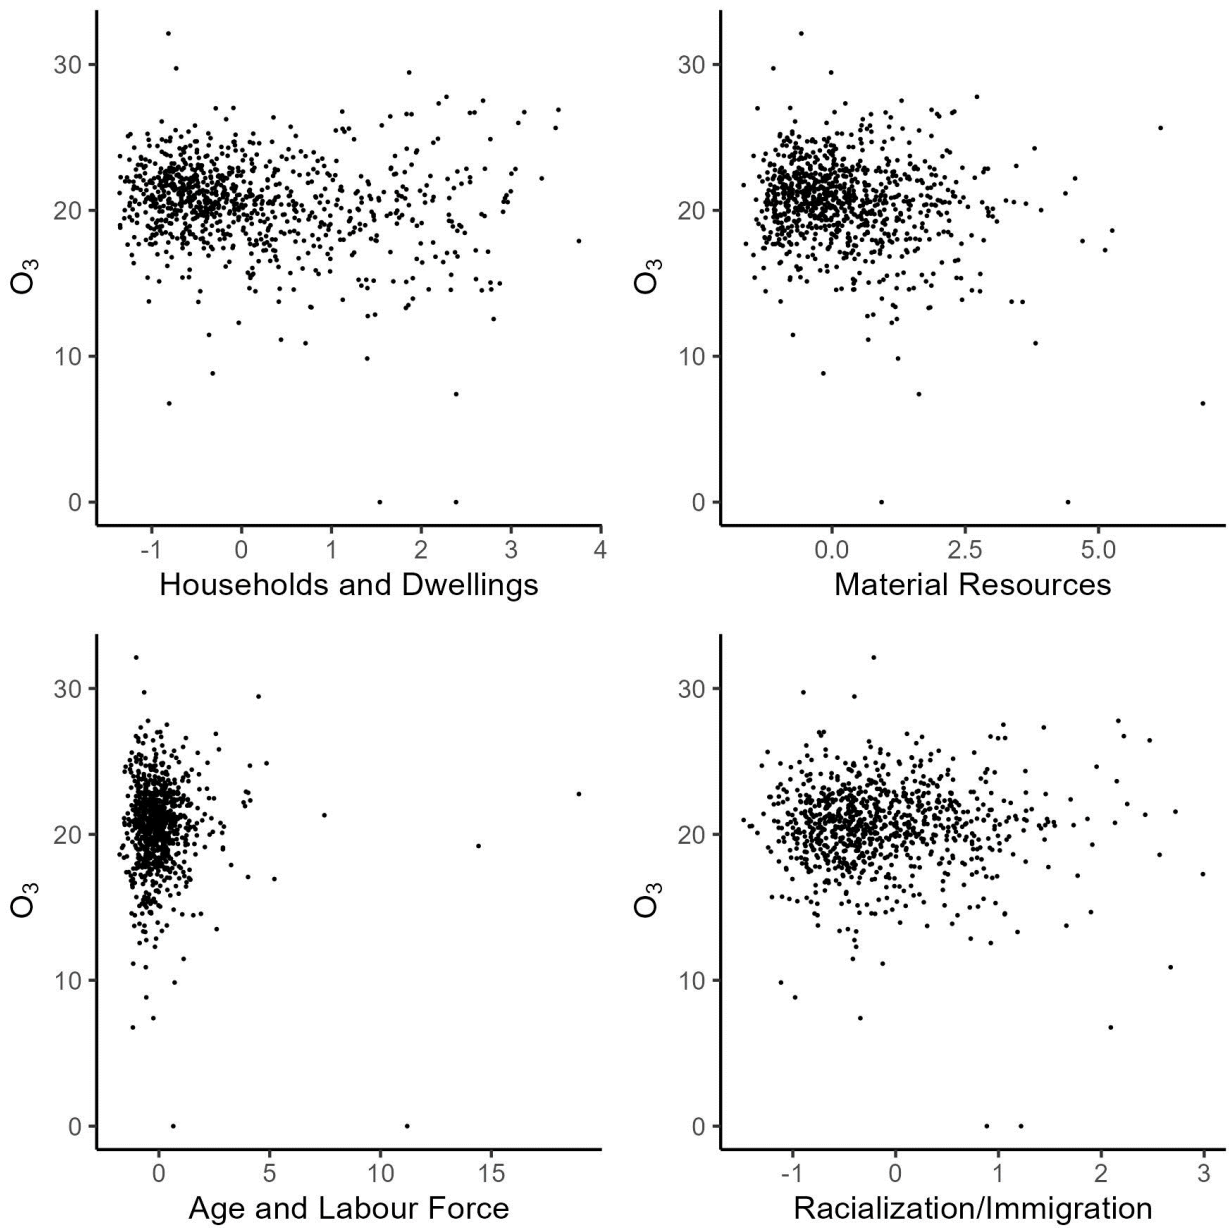 30
20
10
0
O₃
-1 0 1 2 3 4
Households and Dwellings
30
20
10
0
O₃
0.0 2.5 5.0
Material Resources
30
20
10
0
O₃
0 5 10 15
Age and Labour Force
30
20
10
0
O₃
-1 0 1 2 3
Racialization/Immigration